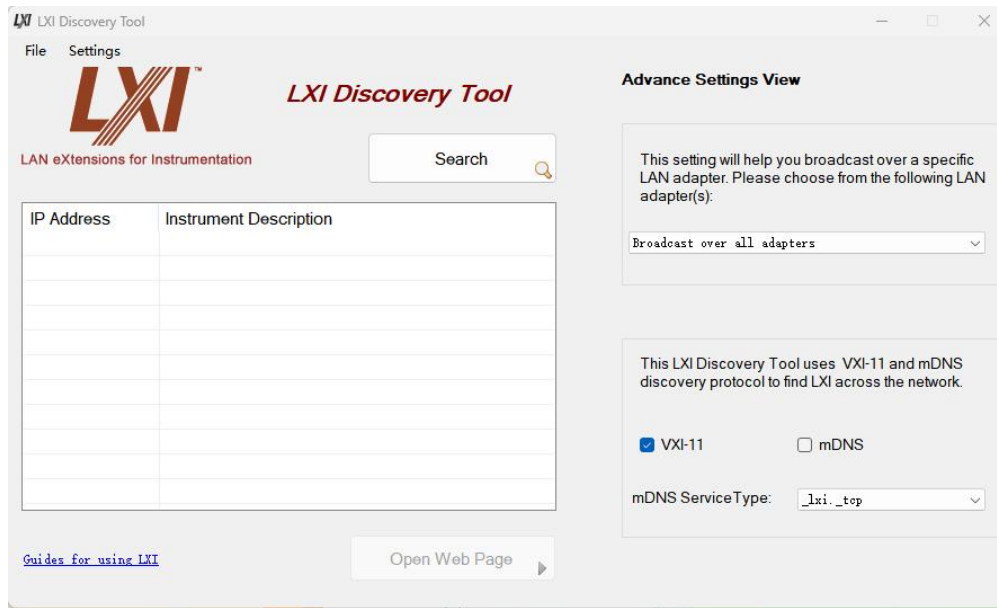 LXI LXI Discovery Tool
File Settings
LXI™
LAN eXtensions for Instrumentation
LXI Discovery Tool
Search
IP Address Instrument Description
Guides for using LXI
Open Web Page
Advance Settings View
This setting will help you broadcast over a specific
LAN adapter. Please choose from the following LAN
adapter(s):
Broadcast over all adapters
This LXI Discovery Tool uses VXI-11 and mDNS
discovery protocol to find LXI across the network.
VXI-11 mDNS
mDNS ServiceType: _lxi._tcp